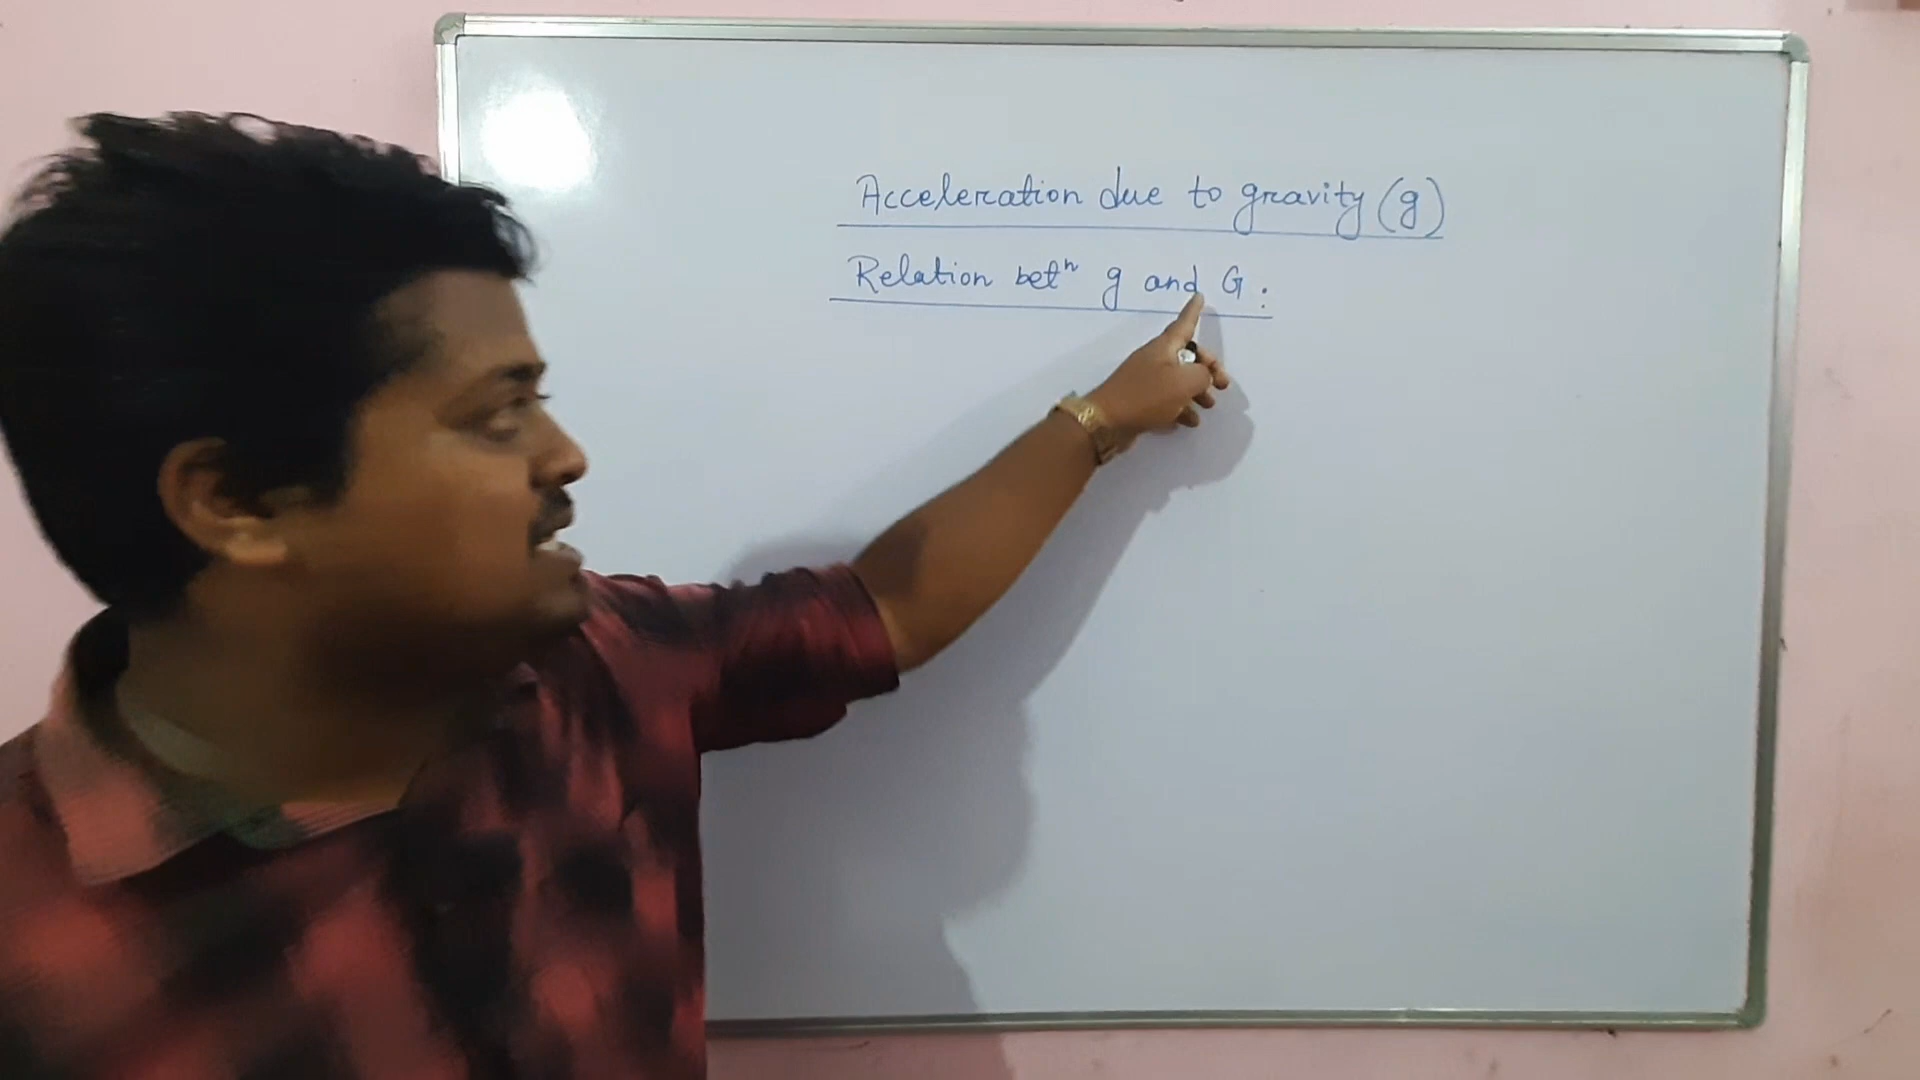 Acceleration due to gravity (g)
Relation betⁿ g and G :